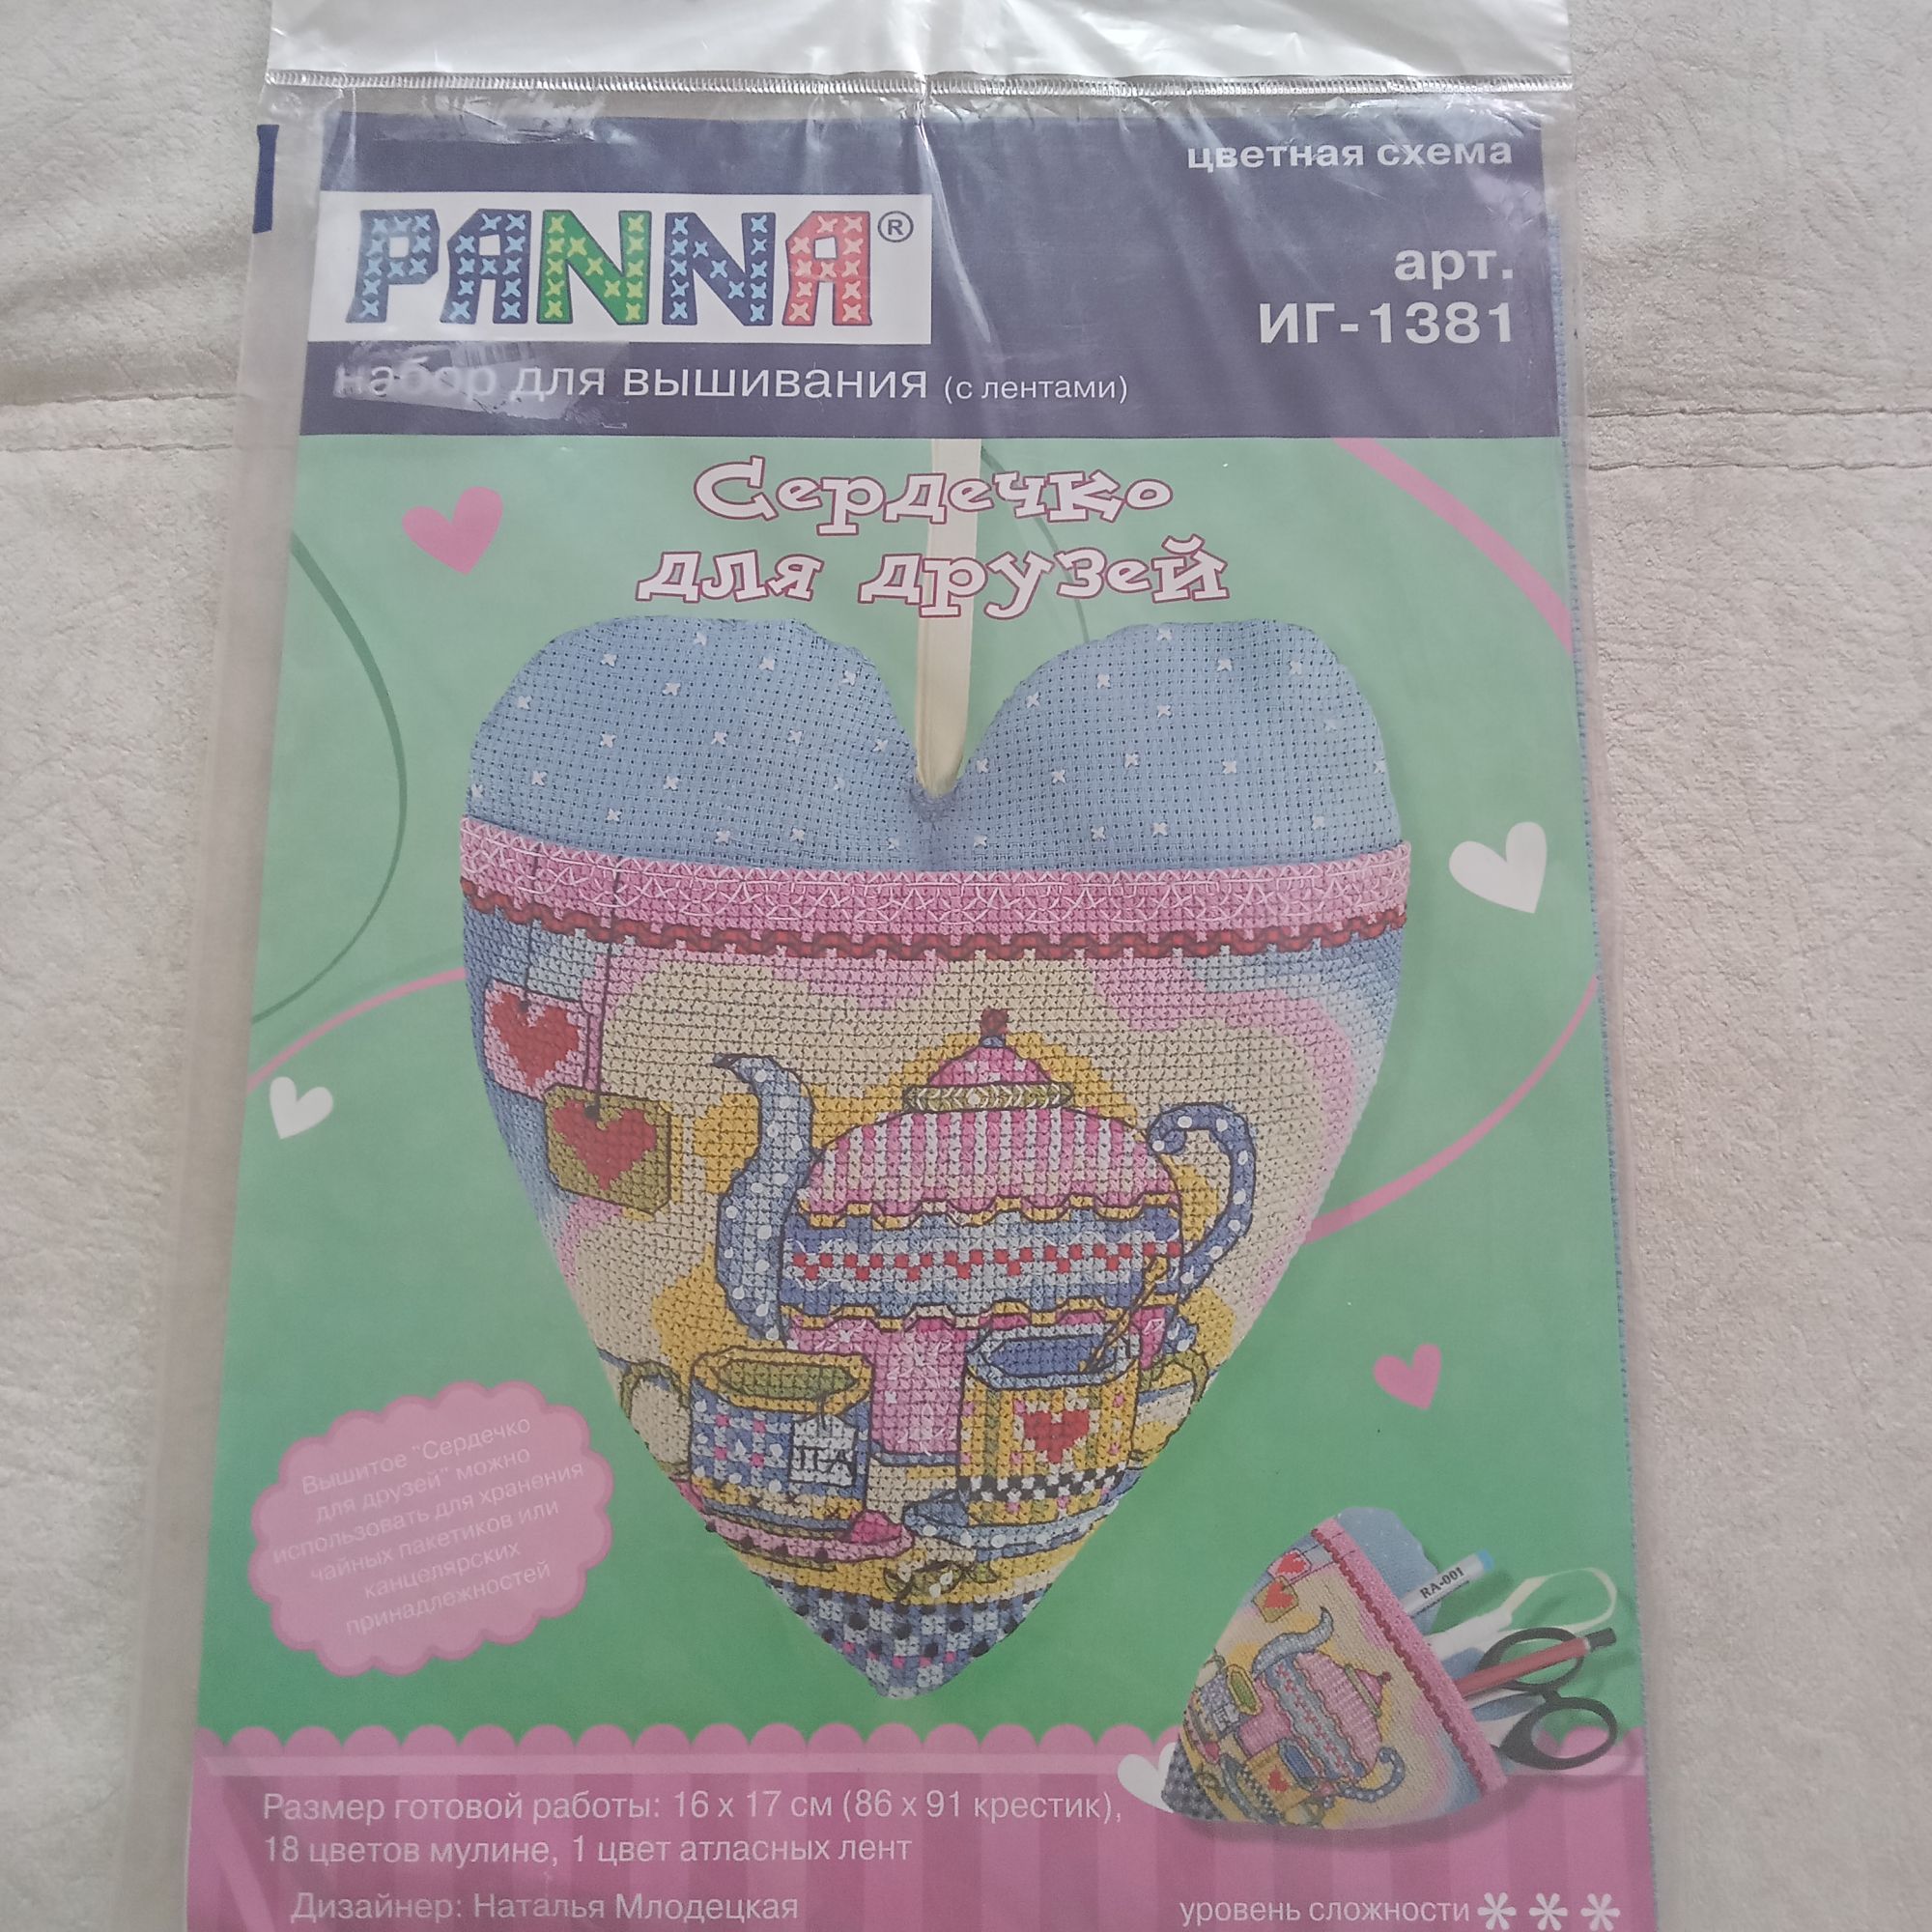 цветная схема
PANNA®
арт.
ИГ-1381
набор для вышивания (с лентами)
Сердечко
для друзей
TEA
Вышитое "Сердечко
для друзей" можно
использовать для хранения
чайных пакетиков или
канцелярских
принадлежностей
RA-001
Размер готовой работы: 16 x 17 см (86 x 91 крестик),
18 цветов мулине, 1 цвет атласных лент
Дизайнер: Наталья Млодецкая
уровень сложности ***